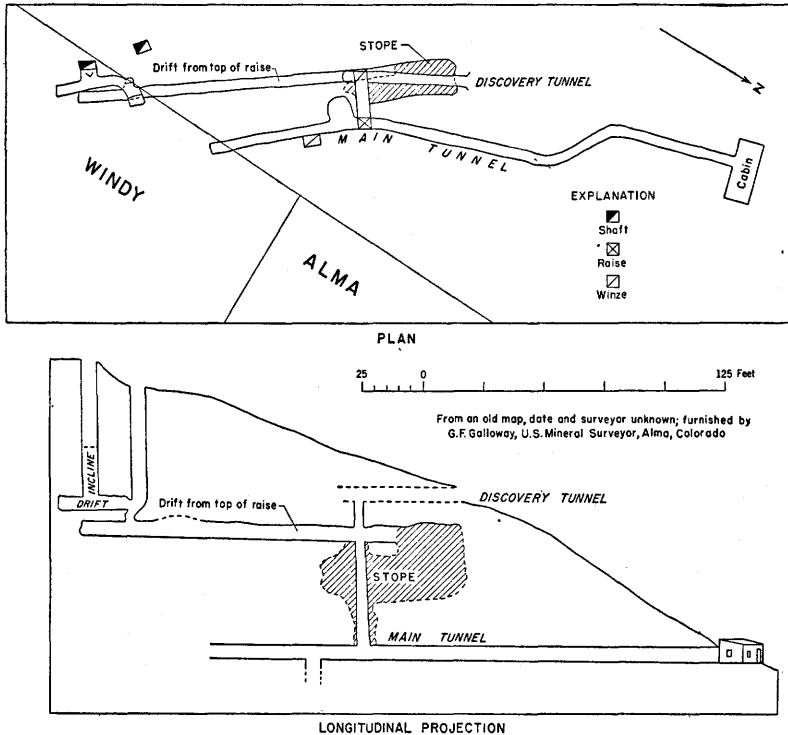 STOPE
Drift from top of raise
DISCOVERY TUNNEL
N
MAIN TUNNEL
Cabin
WINDY
ALMA
EXPLANATION
Shaft
Raise
Winze
PLAN
25 0 125 Feet
From an old map, date and surveyor unknown; furnished by
G.F. Galloway, U.S. Mineral Surveyor, Alma, Colorado
INCLINE
DRIFT
Drift from top of raise
DISCOVERY TUNNEL
STOPE
MAIN TUNNEL
LONGITUDINAL PROJECTION